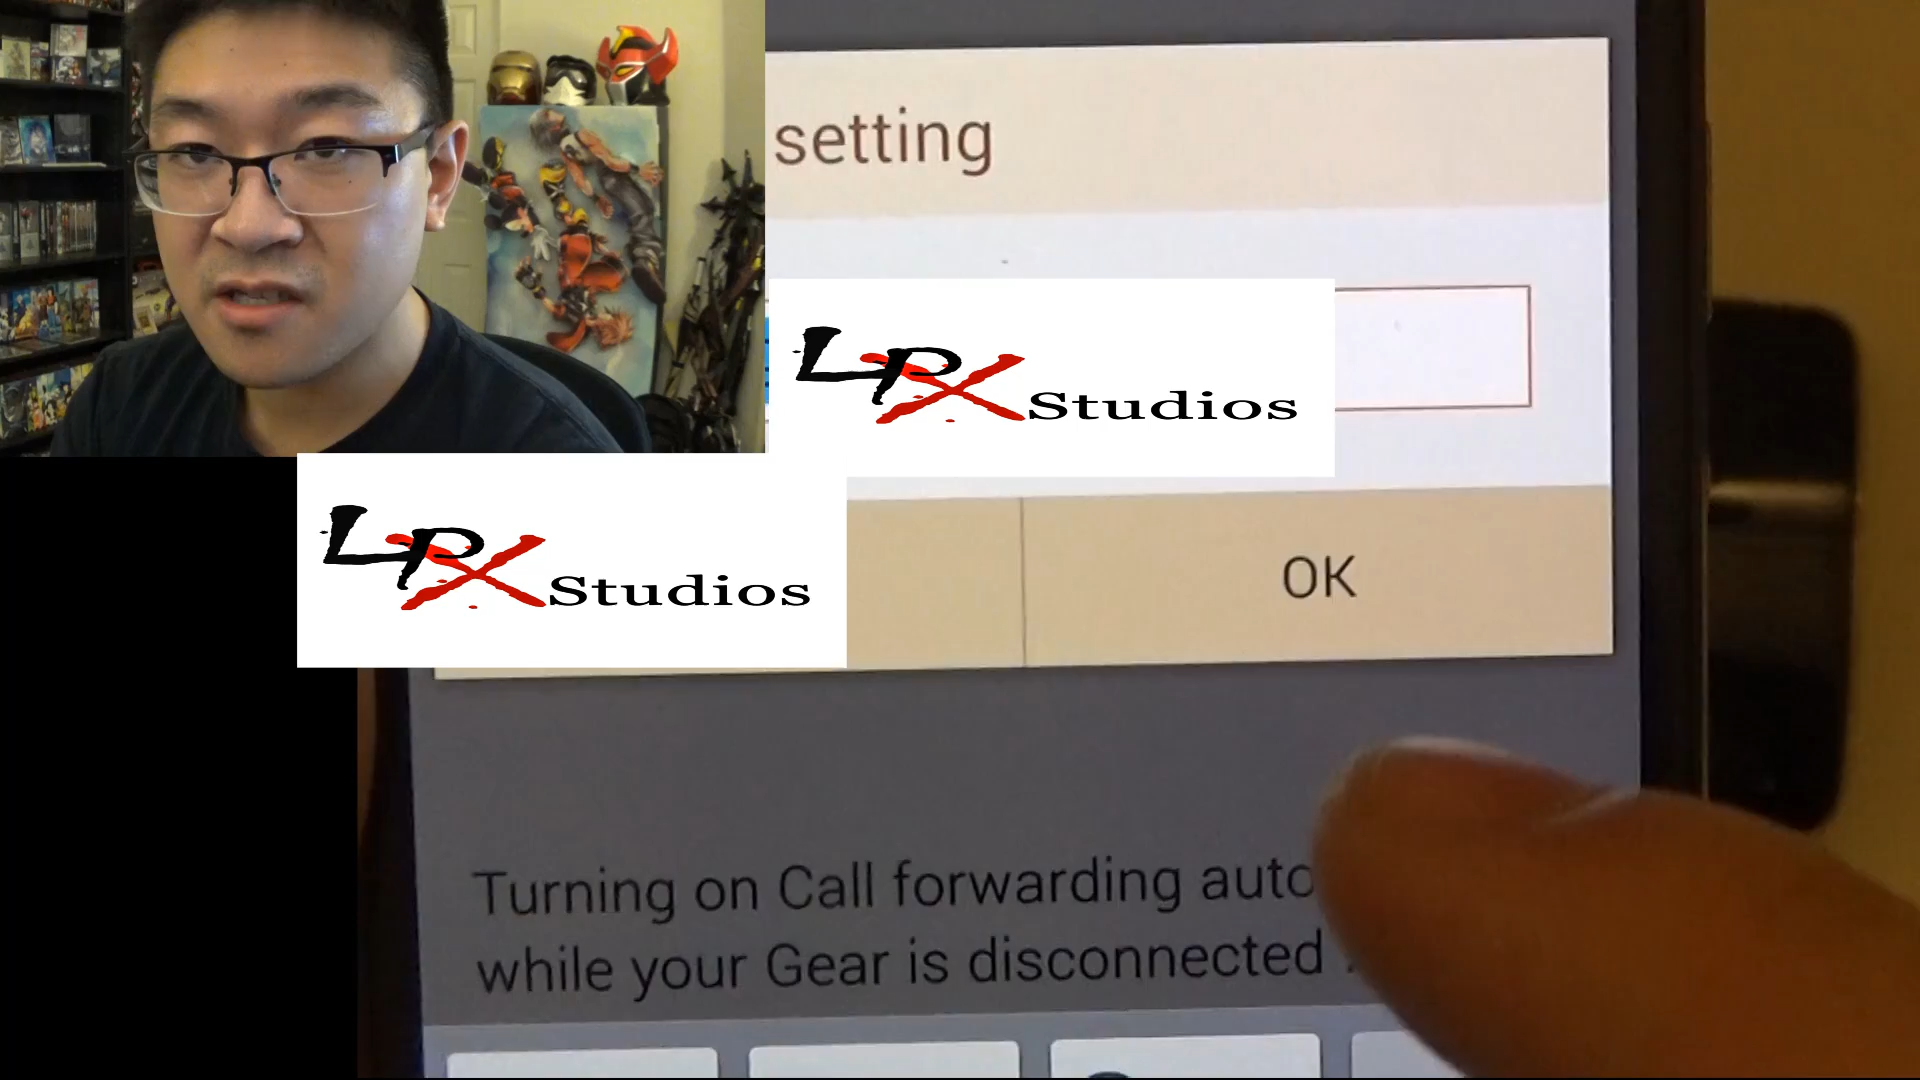 setting
LPX Studios
LPX Studios
OK
Turning on Call forwarding auto
while your Gear is disconnected